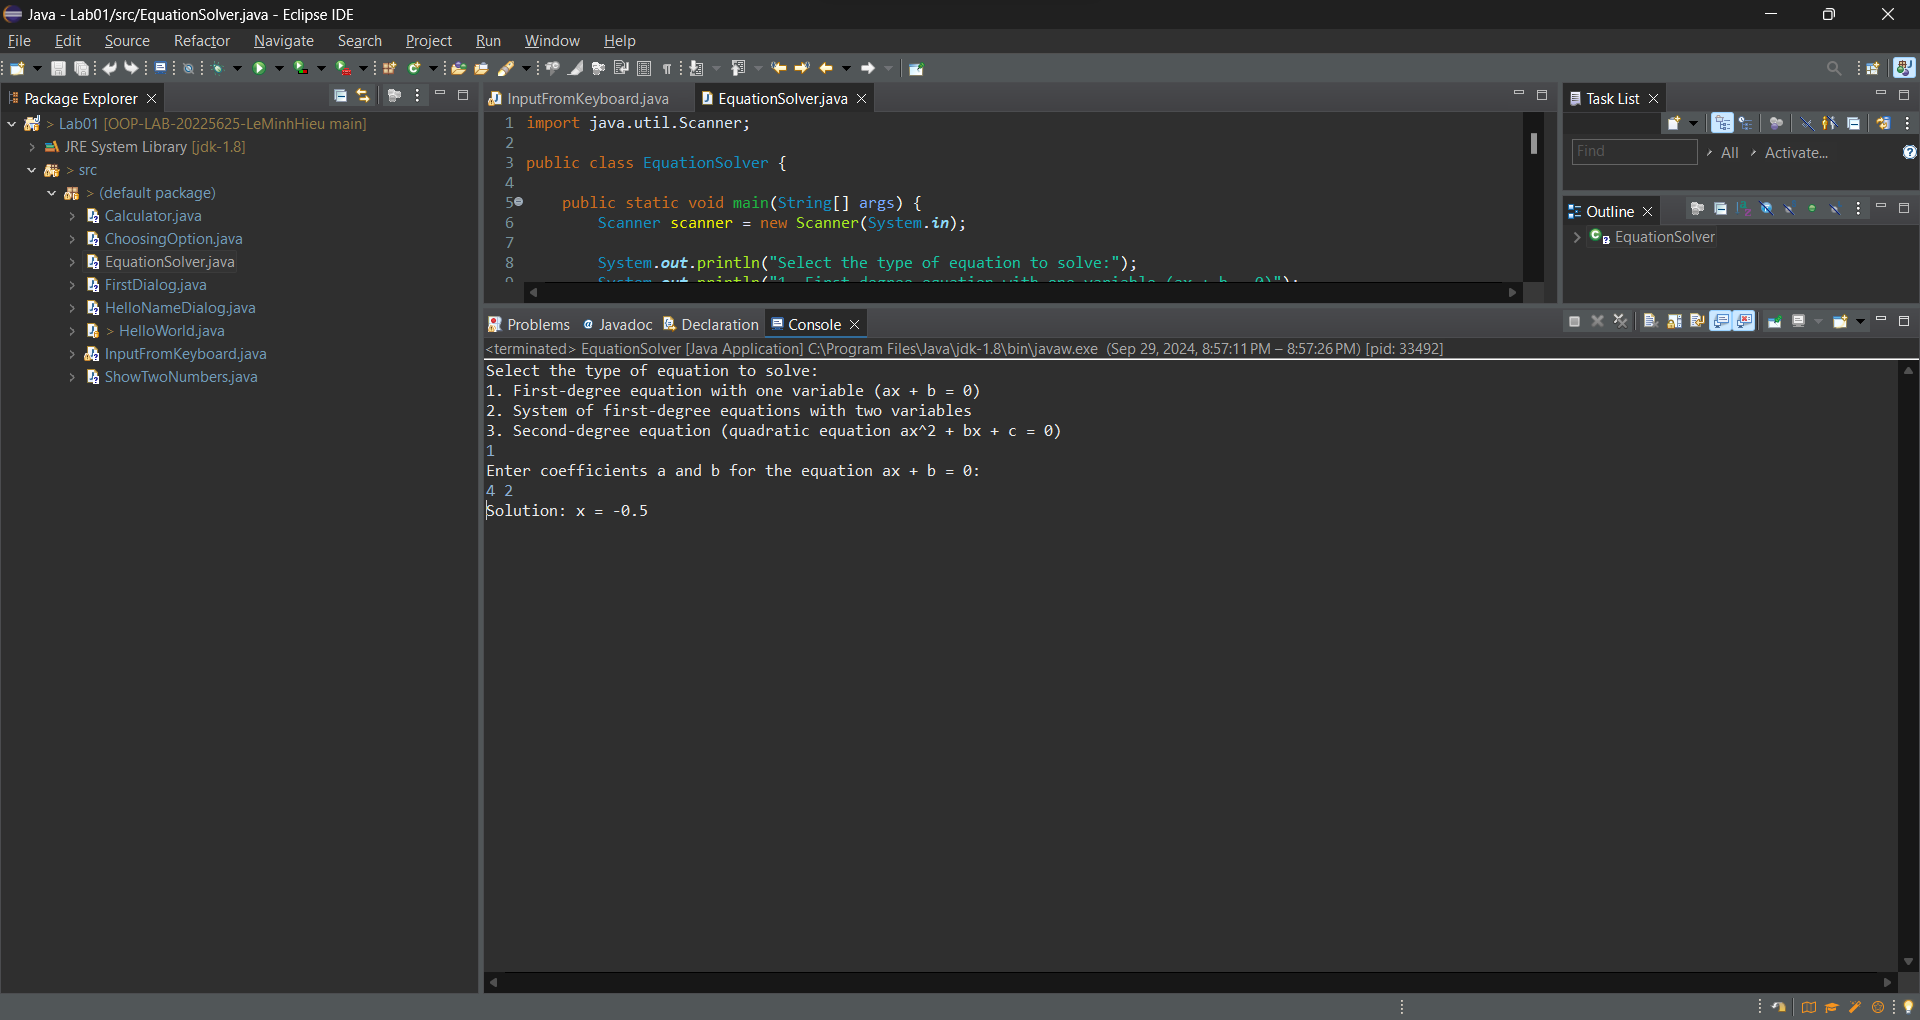 Java - Lab01/src/EquationSolver.java - Eclipse IDE
File Edit Source Refactor Navigate Search Project Run Window Help
Package Explorer
> Lab01 [OOP-LAB-20225625-LeMinhHieu main]
JRE System Library [jdk-1.8]
> src
> (default package)
Calculator.java
ChoosingOption.java
EquationSolver.java
FirstDialog.java
HelloNameDialog.java
> HelloWorld.java
InputFromKeyboard.java
ShowTwoNumbers.java
InputFromKeyboard.java EquationSolver.java
1 import java.util.Scanner;
2
3 public class EquationSolver {
4
5 public static void main(String[] args) {
6 Scanner scanner = new Scanner(System.in);
7
8 System.out.println("Select the type of equation to solve:");
Task List
Find All Activate...
Outline
EquationSolver
Problems Javadoc Declaration Console
<terminated> EquationSolver [Java Application] C:\Program Files\Java\jdk-1.8\bin\javaw.exe (Sep 29, 2024, 8:57:11 PM – 8:57:26 PM) [pid: 33492]
Select the type of equation to solve:
1. First-degree equation with one variable (ax + b = 0)
2. System of first-degree equations with two variables
3. Second-degree equation (quadratic equation ax^2 + bx + c = 0)
1
Enter coefficients a and b for the equation ax + b = 0:
4 2
Solution: x = -0.5